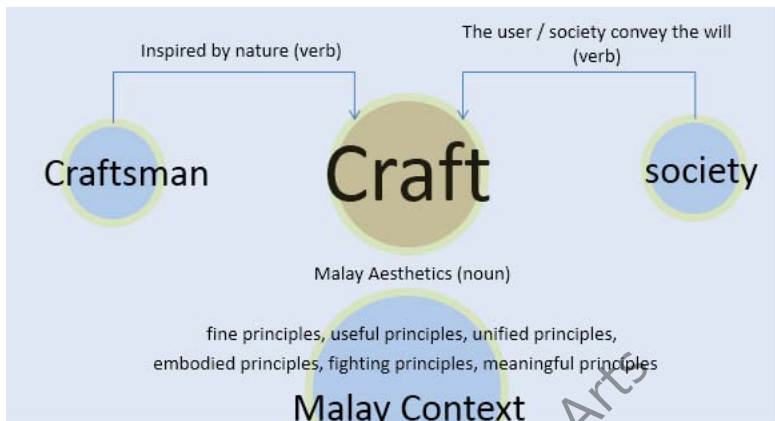 Inspired by nature (verb)
The user / society convey the will
(verb)
Craftsman
Craft
society
Malay Aesthetics (noun)
fine principles, useful principles, unified principles,
embodied principles, fighting principles, meaningful principles
Malay Context
Arts